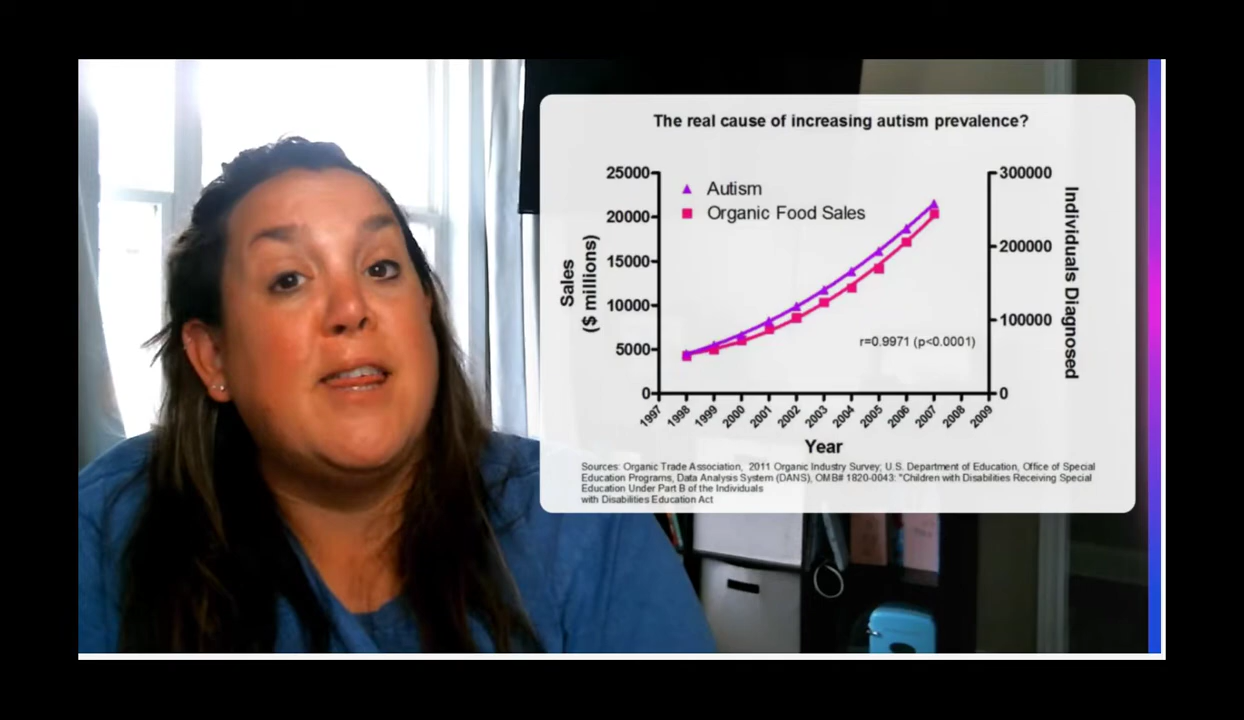 The real cause of increasing autism prevalence?
25000
20000
15000
10000
5000
0
Sales
($ millions)
Autism
Organic Food Sales
r=0.9971 (p<0.0001)
300000
200000
100000
0
Individuals Diagnosed
1997
1998
1999
2000
2001
2002
2003
2004
2005
2006
2007
2008
2009
Year
Sources: Organic Trade Association, 2011 Organic Industry Survey; U.S. Department of Education, Office of Special
Education Programs, Data Analysis System (DANS), OMB# 1820-0043: "Children with Disabilities Receiving Special
Education Under Part B of the Individuals
with Disabilities Education Act